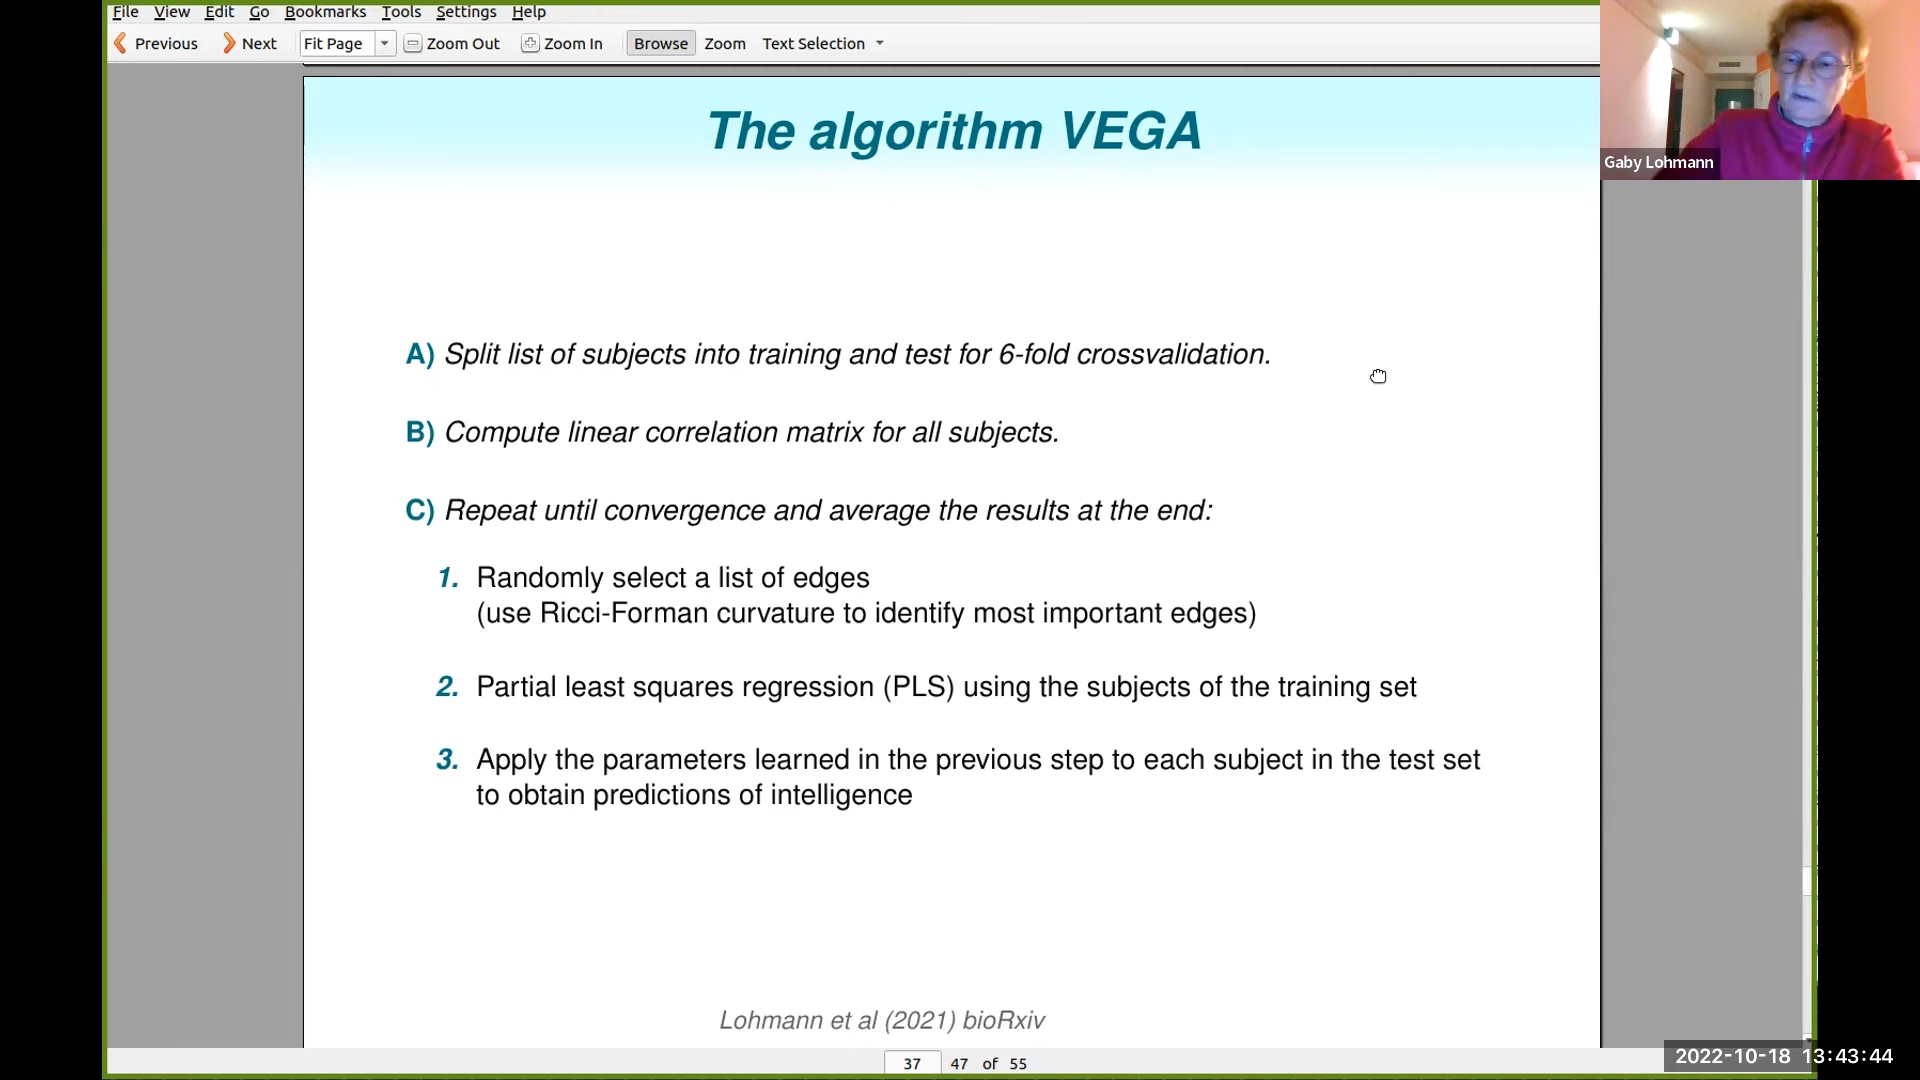 File View Edit Go Bookmarks Tools Settings Help
Previous Next Fit Page Zoom Out Zoom In Browse Zoom Text Selection
Gaby Lohmann
The algorithm VEGA
A) Split list of subjects into training and test for 6-fold crossvalidation.
B) Compute linear correlation matrix for all subjects.
C) Repeat until convergence and average the results at the end:
1. Randomly select a list of edges
(use Ricci-Forman curvature to identify most important edges)
2. Partial least squares regression (PLS) using the subjects of the training set
3. Apply the parameters learned in the previous step to each subject in the test set
to obtain predictions of intelligence
Lohmann et al (2021) bioRxiv
37 47 of 55
2022-10-18 13:43:44